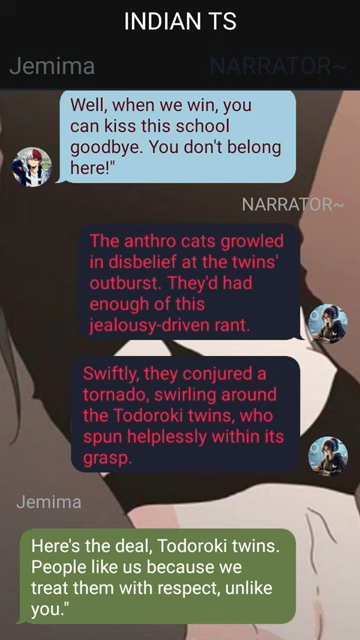 INDIAN TS
Jemima
NARRATOR~
Well, when we win, you
can kiss this school
goodbye. You don't belong
here!"
NARRATOR~
The anthro cats growled
in disbelief at the twins'
outburst. They'd had
enough of this
jealousy-driven rant.
Swiftly, they conjured a
tornado, swirling around
the Todoroki twins, who
spun helplessly within its
grasp.
Jemima
Here's the deal, Todoroki twins.
People like us because we
treat them with respect, unlike
you."